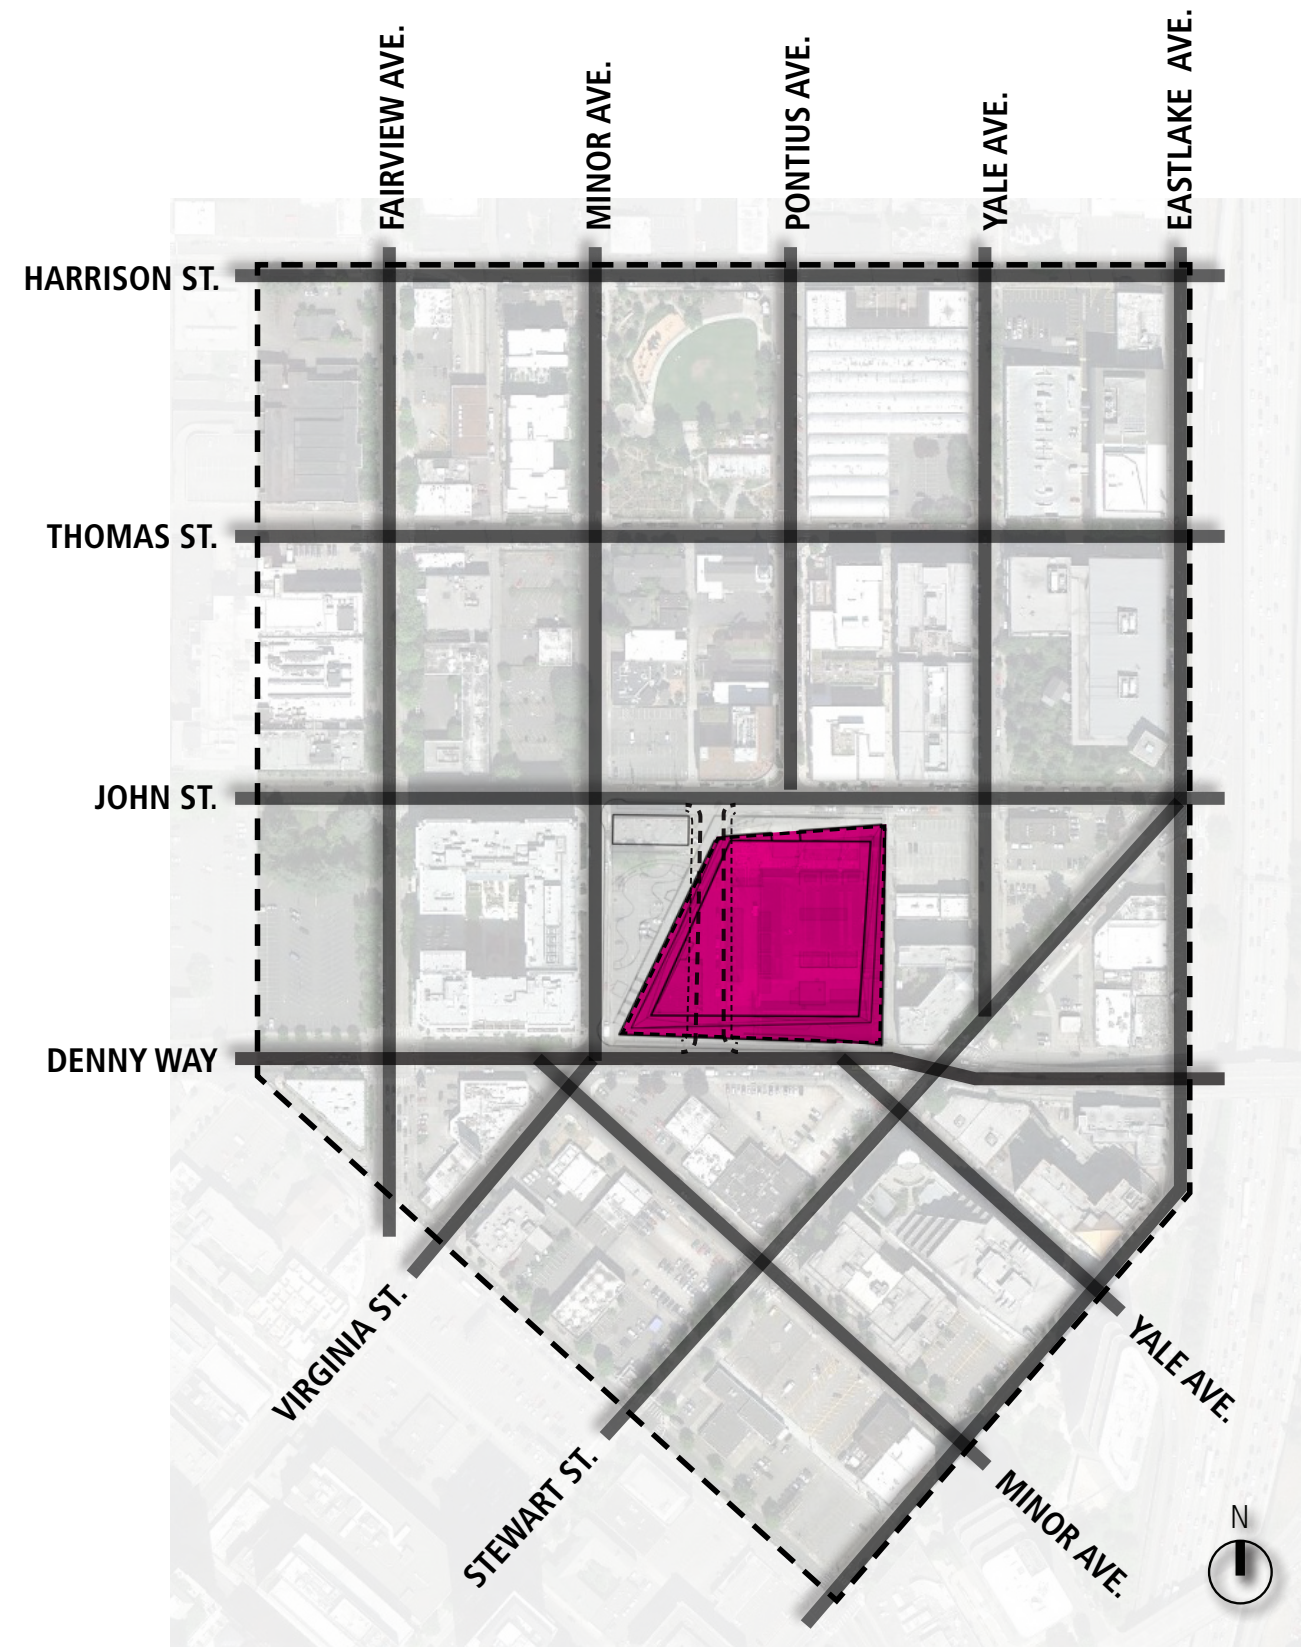 FAIRVIEW AVE.
MINOR AVE.
PONTIUS AVE.
YALE AVE.
EASTLAKE AVE.
HARRISON ST.
THOMAS ST.
JOHN ST.
DENNY WAY
VIRGINIA ST.
STEWART ST.
YALE AVE.
MINOR AVE.
N